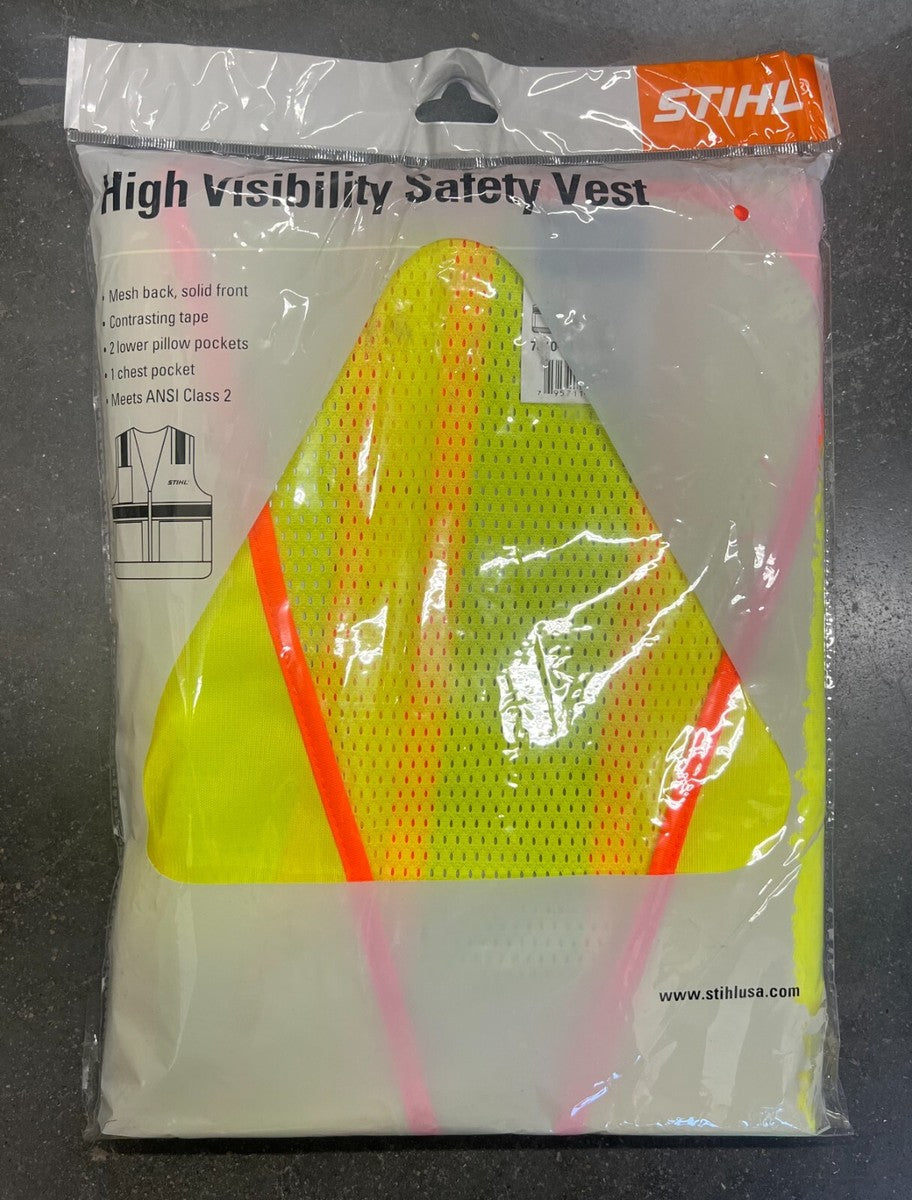 STIHL
High Visibility Safety Vest
• Mesh back, solid front
• Contrasting tape
• 2 lower pillow pockets
• 1 chest pocket
• Meets ANSI Class 2
STIHL
www.stihlusa.com